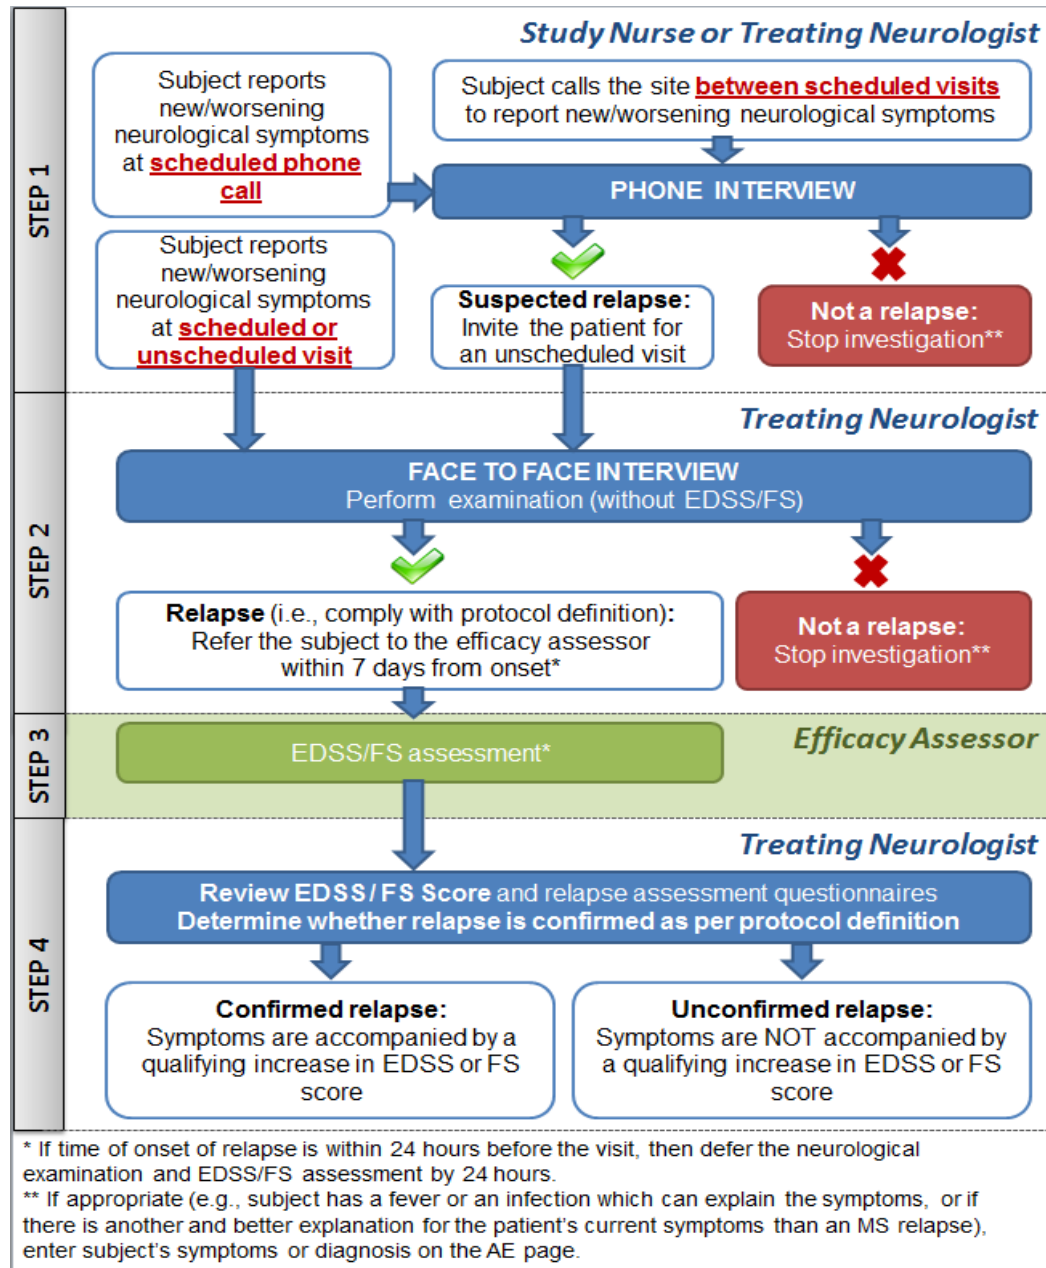 STEP 1
Study Nurse or Treating Neurologist
Subject reports
new/worsening
neurological symptoms
at scheduled phone
call
Subject calls the site between scheduled visits
to report new/worsening neurological symptoms
PHONE INTERVIEW
Subject reports
new/worsening
neurological symptoms
at scheduled or
unscheduled visit
Suspected relapse:
Invite the patient for
an unscheduled visit
Not a relapse:
Stop investigation**
STEP 2
Treating Neurologist
FACE TO FACE INTERVIEW
Perform examination (without EDSS/FS)
Relapse (i.e., comply with protocol definition):
Refer the subject to the efficacy assessor
within 7 days from onset*
Not a relapse:
Stop investigation**
STEP 3
Efficacy Assessor
EDSS/FS assessment*
STEP 4
Treating Neurologist
Review EDSS/ FS Score and relapse assessment questionnaires
Determine whether relapse is confirmed as per protocol definition
Confirmed relapse:
Symptoms are accompanied by a
qualifying increase in EDSS or FS
score
Unconfirmed relapse:
Symptoms are NOT accompanied by
a qualifying increase in EDSS or FS
score
* If time of onset of relapse is within 24 hours before the visit, then defer the neurological
examination and EDSS/FS assessment by 24 hours.
** If appropriate (e.g., subject has a fever or an infection which can explain the symptoms, or if
there is another and better explanation for the patient's current symptoms than an MS relapse),
enter subject's symptoms or diagnosis on the AE page.